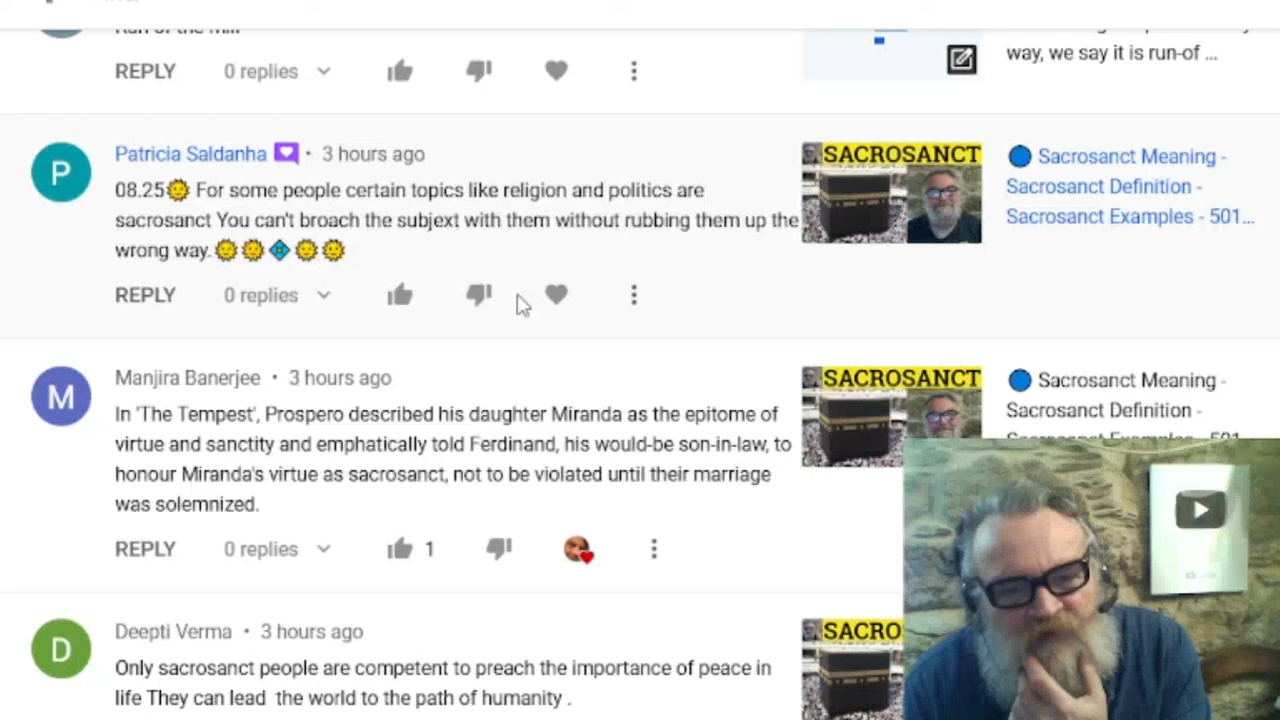 REPLY 0 replies
way, we say it is run-of ...
Patricia Saldanha • 3 hours ago
08.25🌞 For some people certain topics like religion and politics are
sacrosanct You can't broach the subjext with them without rubbing them up the
wrong way.🌞🌞💠🌞🌞
REPLY 0 replies
SACROSANCT
🔵 Sacrosanct Meaning -
Sacrosanct Definition -
Sacrosanct Examples - 501...
Manjira Banerjee • 3 hours ago
In 'The Tempest', Prospero described his daughter Miranda as the epitome of
virtue and sanctity and emphatically told Ferdinand, his would-be son-in-law, to
honour Miranda's virtue as sacrosanct, not to be violated until their marriage
was solemnized.
REPLY 0 replies 1
SACROSANCT
🔵 Sacrosanct Meaning -
Sacrosanct Definition -
Deepti Verma • 3 hours ago
Only sacrosanct people are competent to preach the importance of peace in
life They can lead the world to the path of humanity .
SACRO
P
M
D